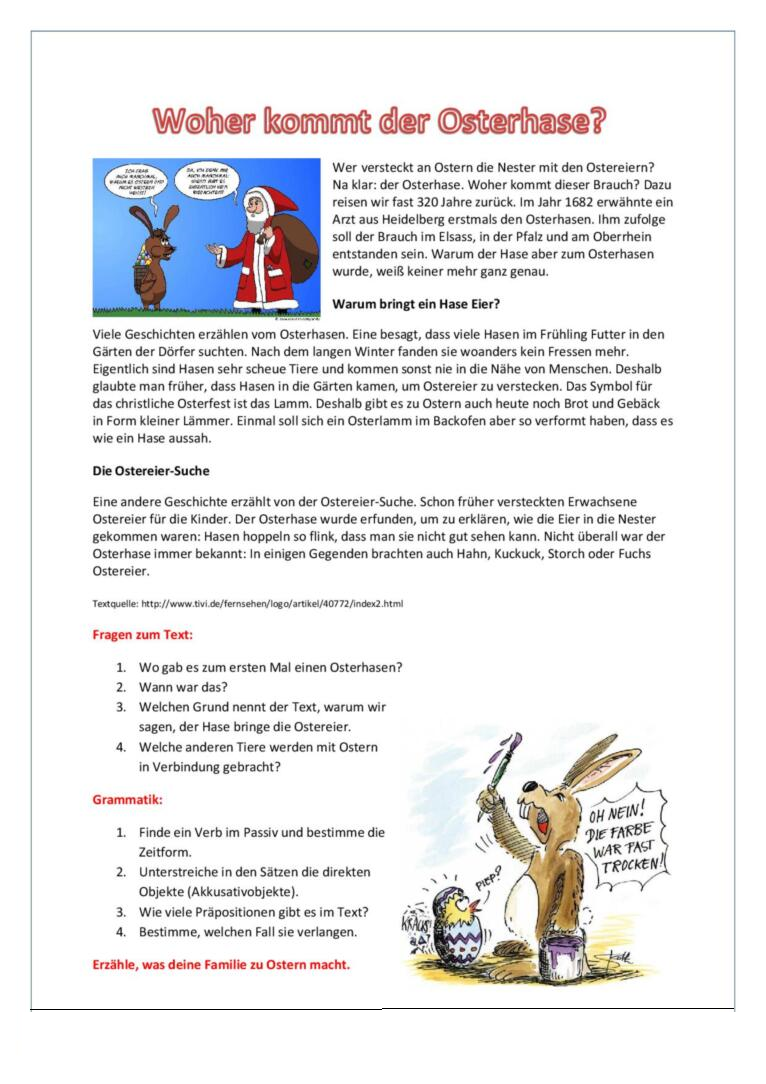 Woher kommt der Osterhase?
ICH FRAG
MICH MANCHMAL,
WARUM ES OSTERN UND
NICHT WESTERN
HEISST!
JA, ICH DENK MIR
AUCH MANCHMAL
Wer versteckt an Ostern die Nester mit den Ostereiern?
Na klar: der Osterhase. Woher kommt dieser Brauch? Dazu
reisen wir fast 320 Jahre zurück. Im Jahr 1682 erwähnte ein
Arzt aus Heidelberg erstmals den Osterhasen. Ihm zufolge
soll der Brauch im Elsass, in der Pfalz und am Oberrhein
entstanden sein. Warum der Hase aber zum Osterhasen
wurde, weiß keiner mehr ganz genau.
Warum bringt ein Hase Eier?
Viele Geschichten erzählen vom Osterhasen. Eine besagt, dass viele Hasen im Frühling Futter in den
Gärten der Dörfer suchten. Nach dem langen Winter fanden sie woanders kein Fressen mehr.
Eigentlich sind Hasen sehr scheue Tiere und kommen sonst nie in die Nähe von Menschen. Deshalb
glaubte man früher, dass Hasen in die Gärten kamen, um Ostereier zu verstecken. Das Symbol für
das christliche Osterfest ist das Lamm. Deshalb gibt es zu Ostern auch heute noch Brot und Gebäck
in Form kleiner Lämmer. Einmal soll sich ein Osterlamm im Backofen aber so verformt haben, dass es
wie ein Hase aussah.
Die Ostereier-Suche
Eine andere Geschichte erzählt von der Ostereier-Suche. Schon früher versteckten Erwachsene
Ostereier für die Kinder. Der Osterhase wurde erfunden, um zu erklären, wie die Eier in die Nester
gekommen waren: Hasen hoppeln so flink, dass man sie nicht gut sehen kann. Nicht überall war der
Osterhase immer bekannt: In einigen Gegenden brachten auch Hahn, Kuckuck, Storch oder Fuchs
Ostereier.
Textquelle: http://www.tivi.de/fernsehen/logo/artikel/40772/index2.html
Fragen zum Text:
1. Wo gab es zum ersten Mal einen Osterhasen?
2. Wann war das?
3. Welchen Grund nennt der Text, warum wir
sagen, der Hase bringe die Ostereier.
4. Welche anderen Tiere werden mit Ostern
in Verbindung gebracht?
Grammatik:
1. Finde ein Verb im Passiv und bestimme die
Zeitform.
2. Unterstreiche in den Sätzen die direkten
Objekte (Akkusativobjekte).
3. Wie viele Präpositionen gibt es im Text?
4. Bestimme, welchen Fall sie verlangen.
Erzähle, was deine Familie zu Ostern macht.
OH NEIN!
DIE FARBE
WAR FAST
TROCKEN!
PIEP?